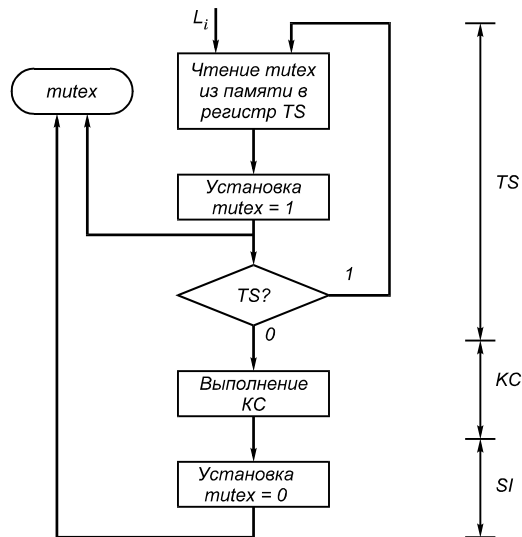 Li
Чтение mutex
из памяти в
регистр TS
mutex
Установка
mutex = 1
TS
TS?
1
0
Выполнение
КС
КС
Установка
mutex = 0
SI